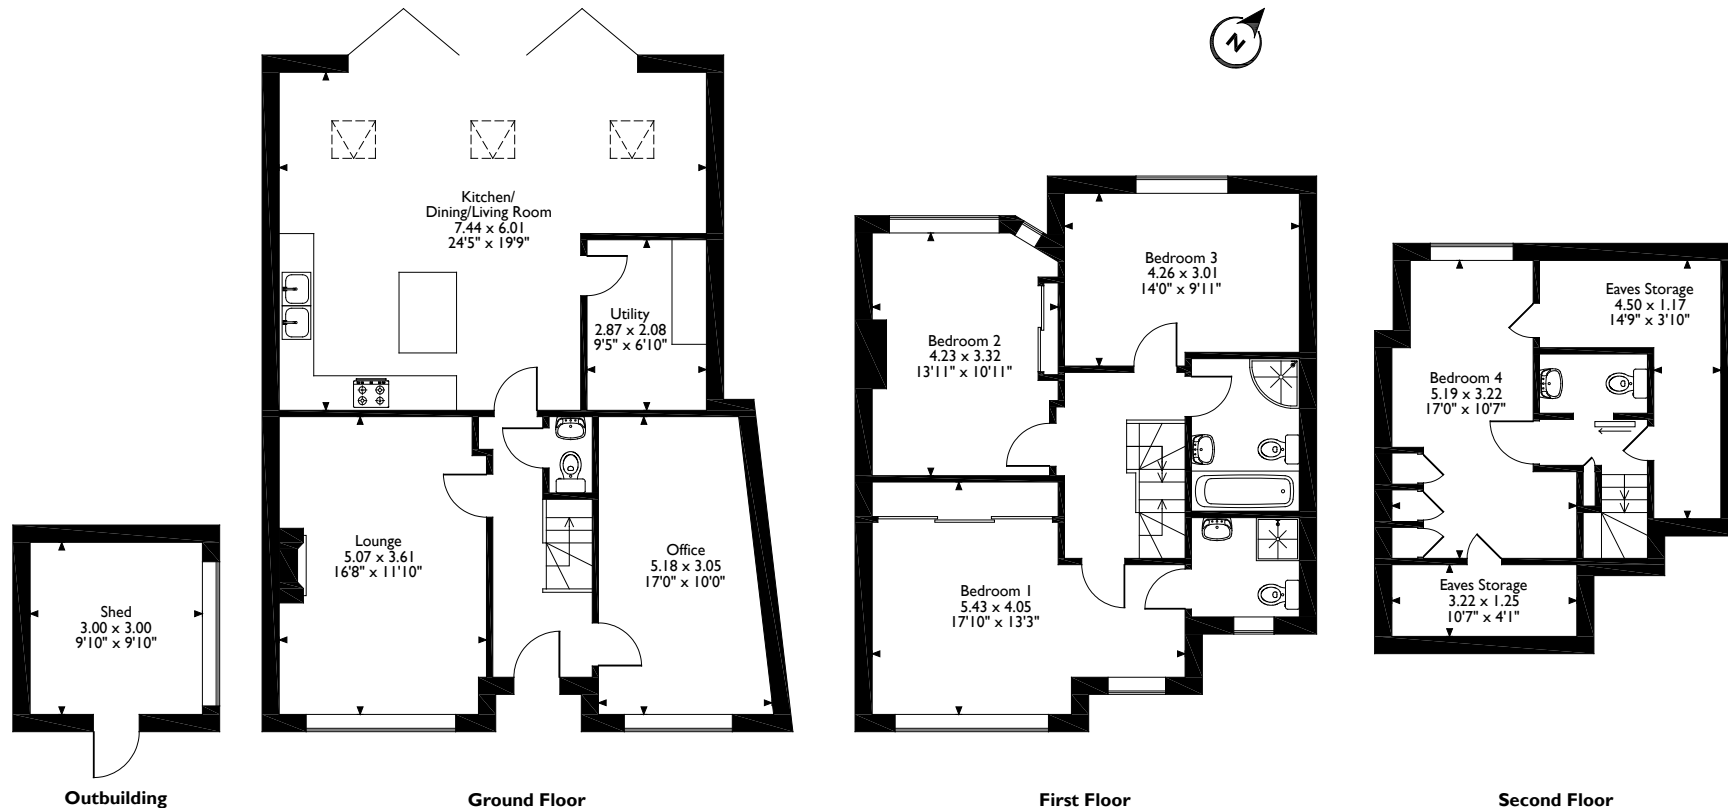 N
Kitchen/
Dining/Living Room
7.44 x 6.01
24'5" x 19'9"
Utility
2.87 x 2.08
9'5" x 6'10"
Lounge
5.07 x 3.61
16'8" x 11'10"
Office
5.18 x 3.05
17'0" x 10'0"
Shed
3.00 x 3.00
9'10" x 9'10"
Bedroom 3
4.26 x 3.01
14'0" x 9'11"
Bedroom 2
4.23 x 3.32
13'11" x 10'11"
Bedroom 1
5.43 x 4.05
17'10" x 13'3"
Eaves Storage
4.50 x 1.17
14'9" x 3'10"
Bedroom 4
5.19 x 3.22
17'0" x 10'7"
Eaves Storage
3.22 x 1.25
10'7" x 4'1"
Outbuilding
Ground Floor
First Floor
Second Floor